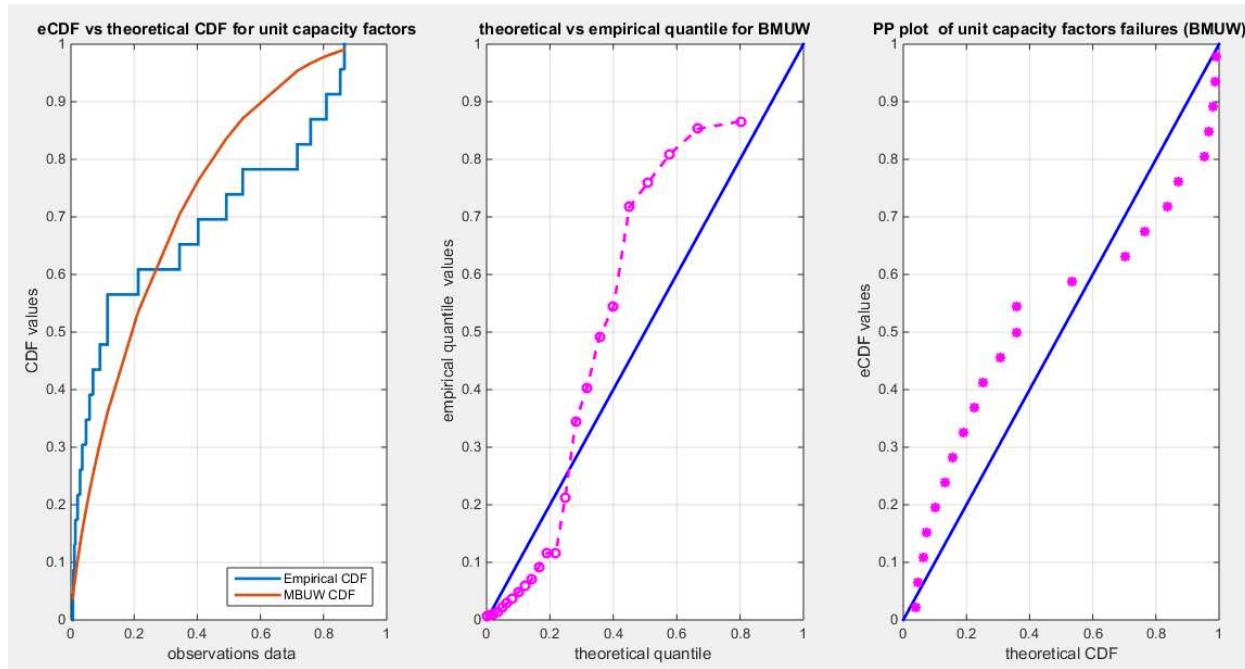 eCDF vs theoretical CDF for unit capacity factors
1
0.9
0.8
0.7
0.6
0.5
0.4
0.3
0.2
0.1
0
CDF values
0 0.2 0.4 0.6 0.8 1
observations data
Empirical CDF
MBUW CDF
theoretical vs empirical quantile for BMUW
1
0.9
0.8
0.7
0.6
0.5
0.4
0.3
0.2
0.1
0
empirical quantile values
0 0.2 0.4 0.6 0.8 1
theoretical quantile
PP plot of unit capacity factors failures (BMUW)
1
0.9
0.8
0.7
0.6
0.5
0.4
0.3
0.2
0.1
0
eCDF values
0 0.2 0.4 0.6 0.8 1
theoretical CDF